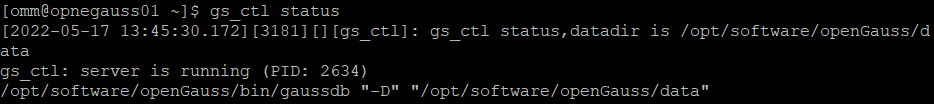 [omm@opnegauss01 ~]$ gs_ctl status
[2022-05-17 13:45:30.172][3181][][gs_ctl]: gs_ctl status,datadir is /opt/software/openGauss/d
ata
gs_ctl: server is running (PID: 2634)
/opt/software/openGauss/bin/gaussdb "-D" "/opt/software/openGauss/data"